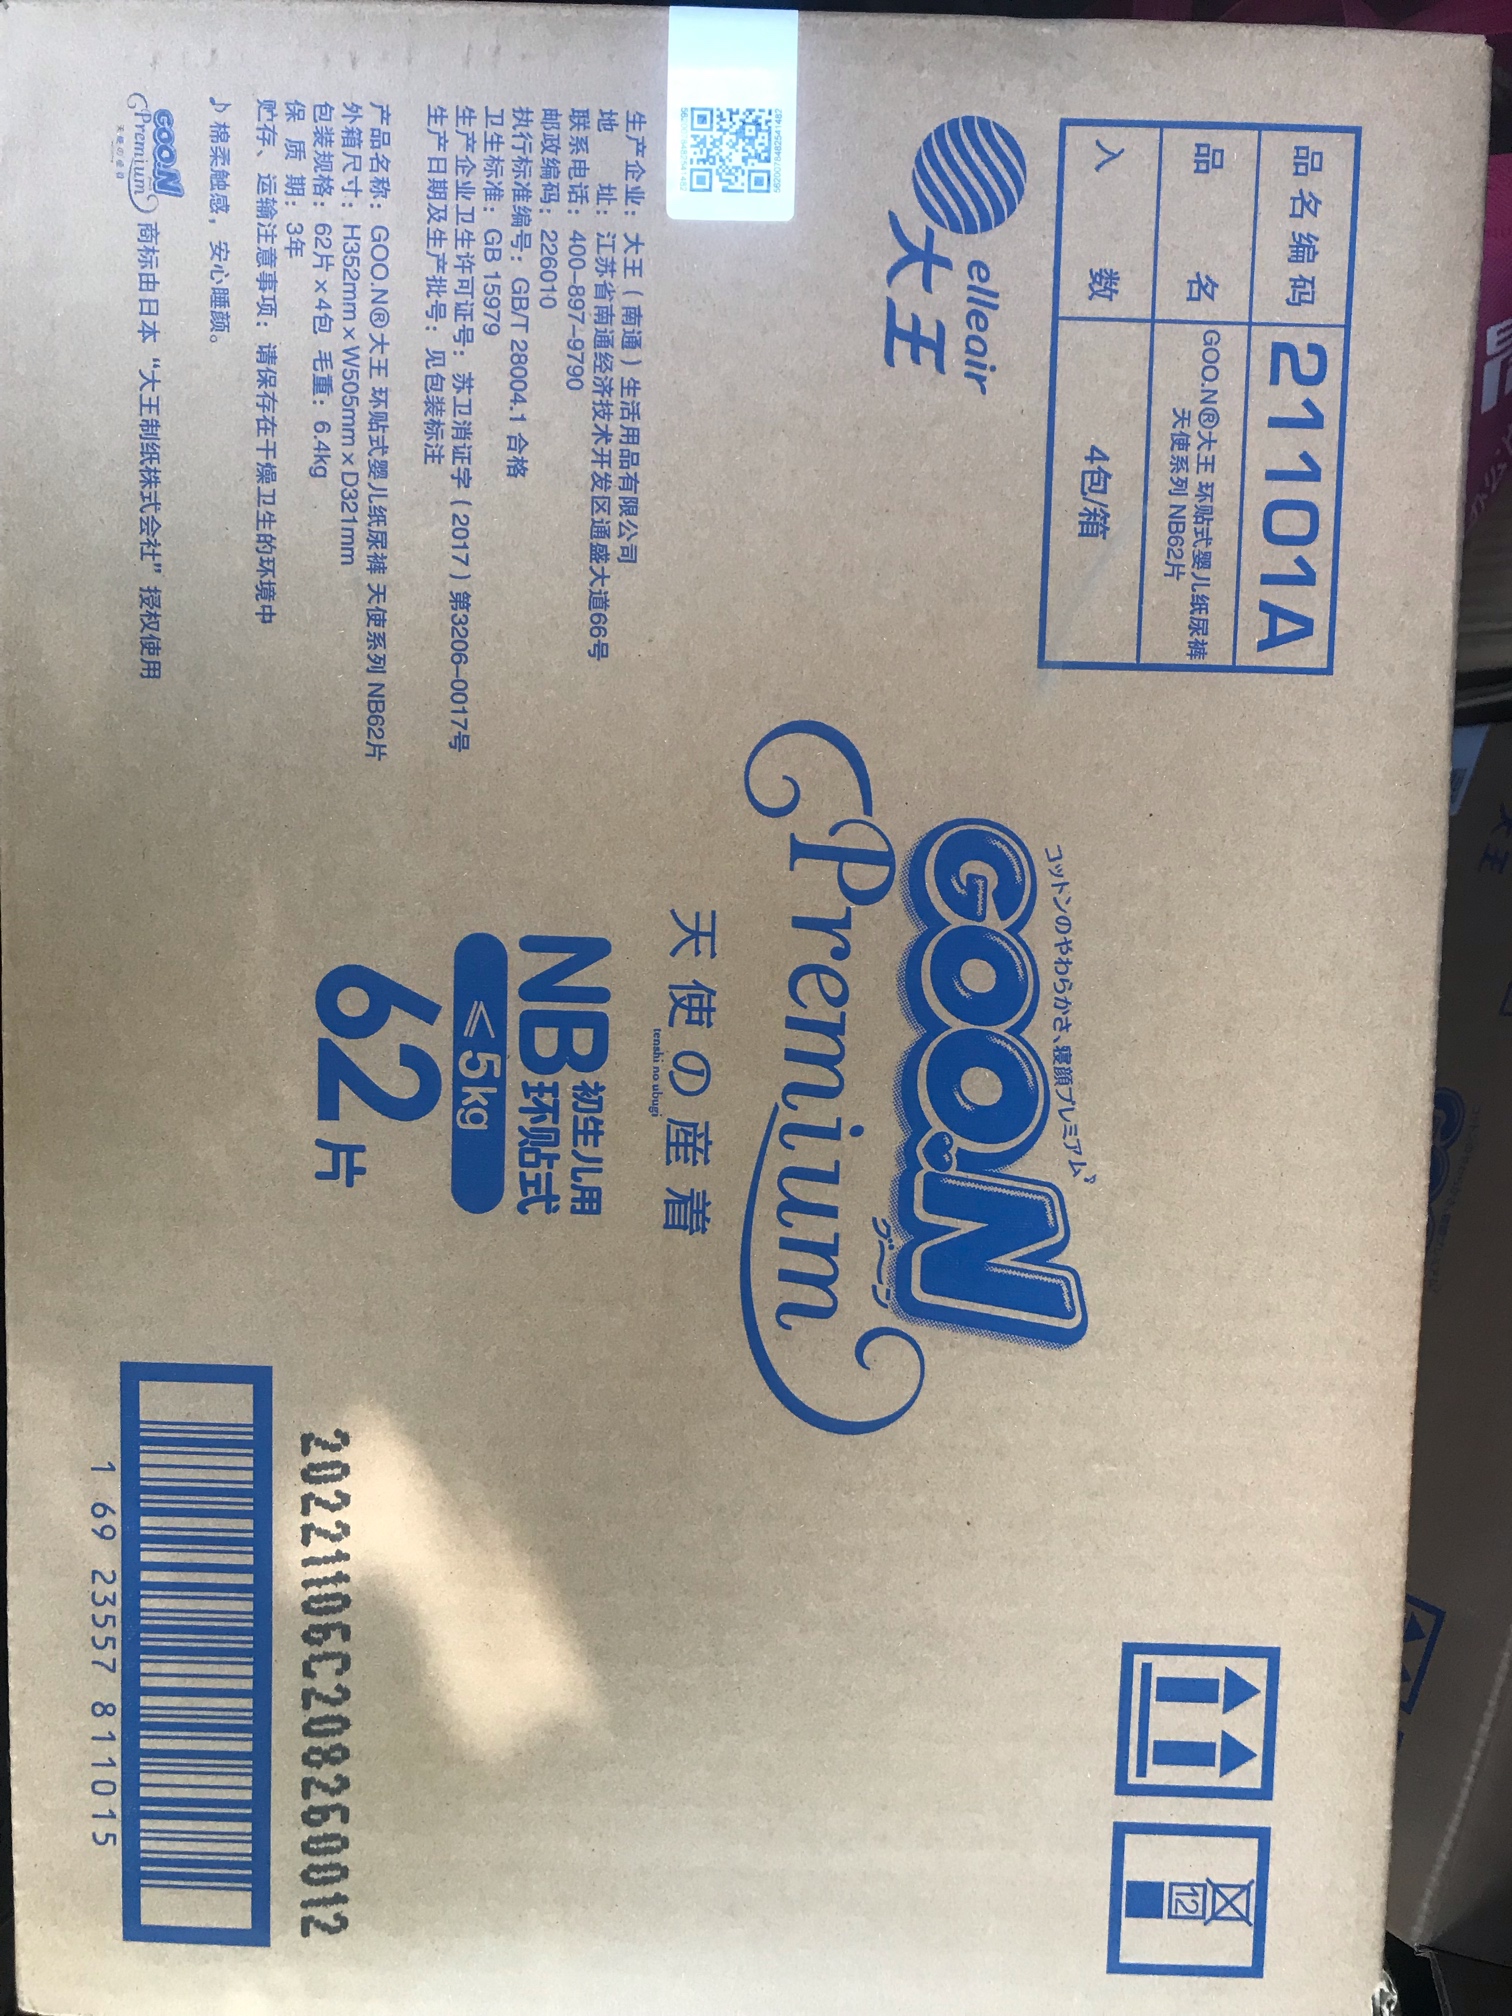 品名编码 21101A
品 名 GOO.N®大王 环贴式婴儿纸尿裤
天使系列 NB62片
入 数 4包/箱
elleair
大王
コットンのやわらかさ、寝顔プレミアム♪
GOO.N
グ〜ン
Premium
天使の産着
tenshi no ubugi
NB 初生儿用
环贴式
≤5kg
62片
生产企业：大王（南通）生活用品有限公司
地 址：江苏省南通经济技术开发区通盛大道66号
联系电话：400-897-9790
邮政编码：226010
执行标准编号：GB/T 28004.1 合格
卫生标准：GB 15979
生产企业卫生许可证号：苏卫消证字（2017）第3206-0017号
生产日期及生产批号：见包装标注
产品名称：GOO.N®大王 环贴式婴儿纸尿裤 天使系列 NB62片
外箱尺寸：H352mm×W505mm×D321mm
包装规格：62片×4包 毛重：6.4kg
保 质 期：3年
贮存、运输注意事项：请保存在干燥卫生的环境中
♪棉柔触感，安心睡颜。
GOO.N Premium 商标由日本“大王制纸株式会社”授权使用
20221106C208260012
1 69 23557 81101 5
12